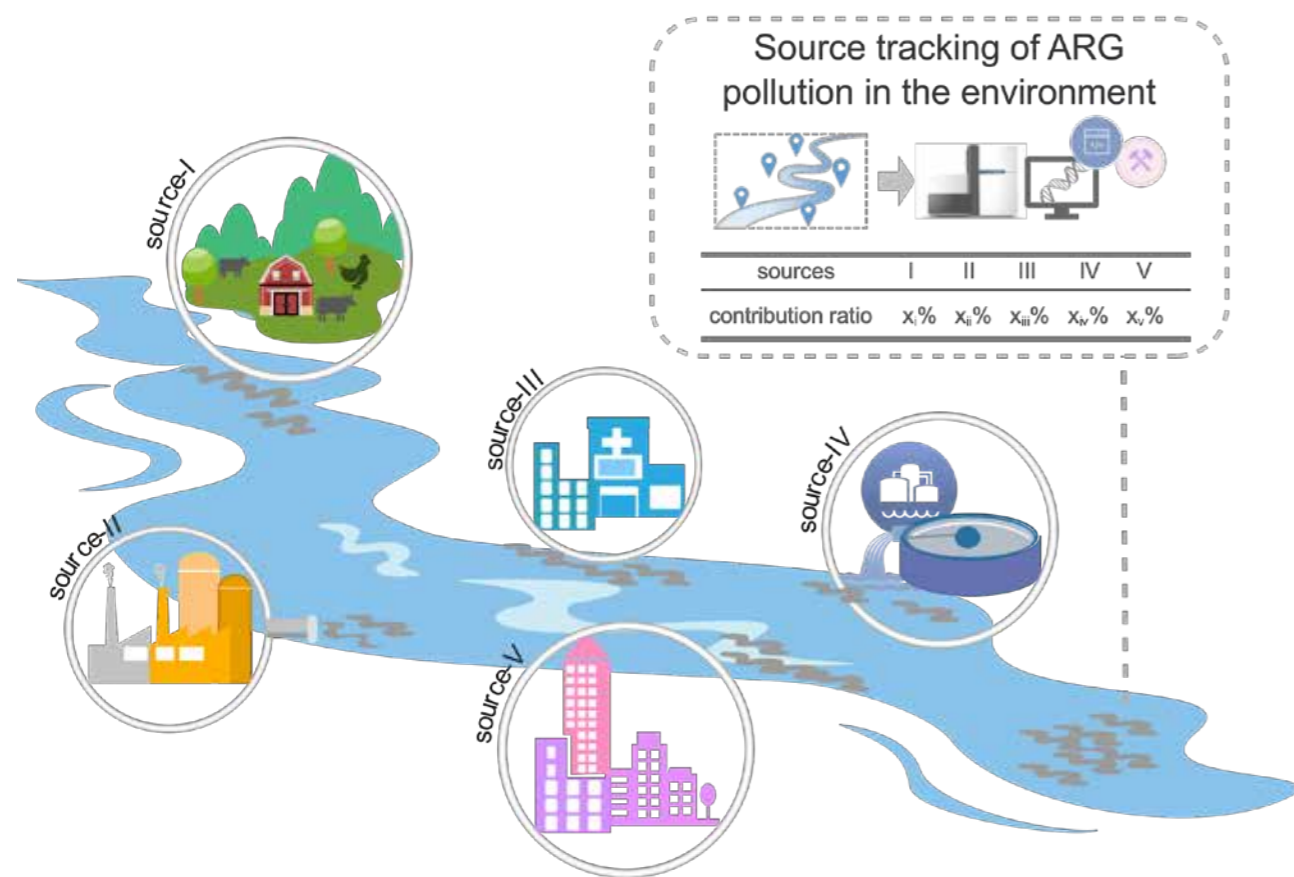 Source tracking of ARG
pollution in the environment
sources I II III IV V
contribution ratio xᵢ% xᵢᵢ% xᵢᵢᵢ% xᵢᵥ% xᵥ%
source-I
source-III
source-IV
source-II
source-V